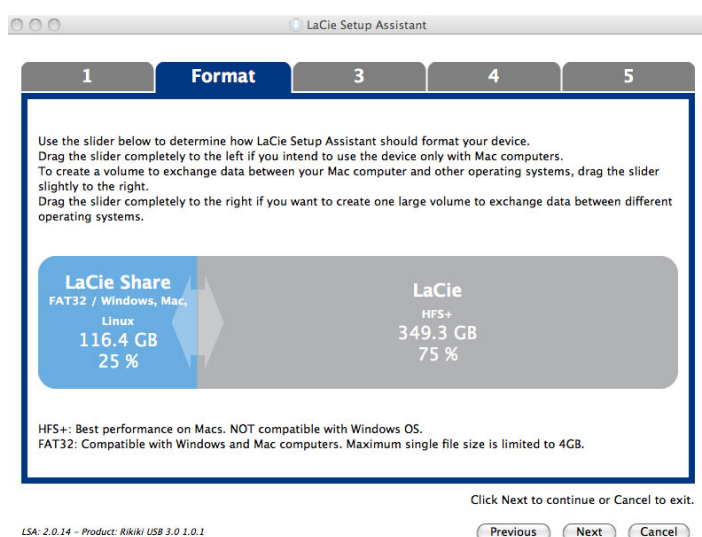 LaCie Setup Assistant
1 Format 3 4 5
Use the slider below to determine how LaCie Setup Assistant should format your device.
Drag the slider completely to the left if you intend to use the device only with Mac computers.
To create a volume to exchange data between your Mac computer and other operating systems, drag the slider
slightly to the right.
Drag the slider completely to the right if you want to create one large volume to exchange data between different
operating systems.
LaCie Share
FAT32 / Windows, Mac,
Linux
116.4 GB
25 %
LaCie
HFS+
349.3 GB
75 %
HFS+: Best performance on Macs. NOT compatible with Windows OS.
FAT32: Compatible with Windows and Mac computers. Maximum single file size is limited to 4GB.
Click Next to continue or Cancel to exit.
LSA: 2.0.14 - Product: Rikiki USB 3.0 1.0.1
Previous Next Cancel